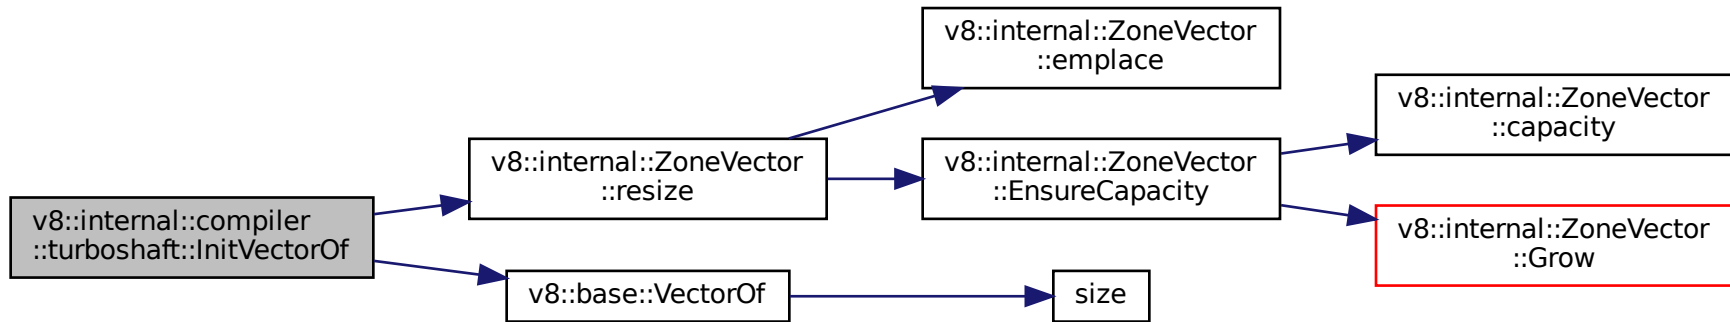 v8::internal::compiler
::turboshaft::InitVectorOf
v8::internal::ZoneVector
::resize
v8::internal::ZoneVector
::emplace
v8::internal::ZoneVector
::EnsureCapacity
v8::internal::ZoneVector
::capacity
v8::internal::ZoneVector
::Grow
v8::base::VectorOf
size